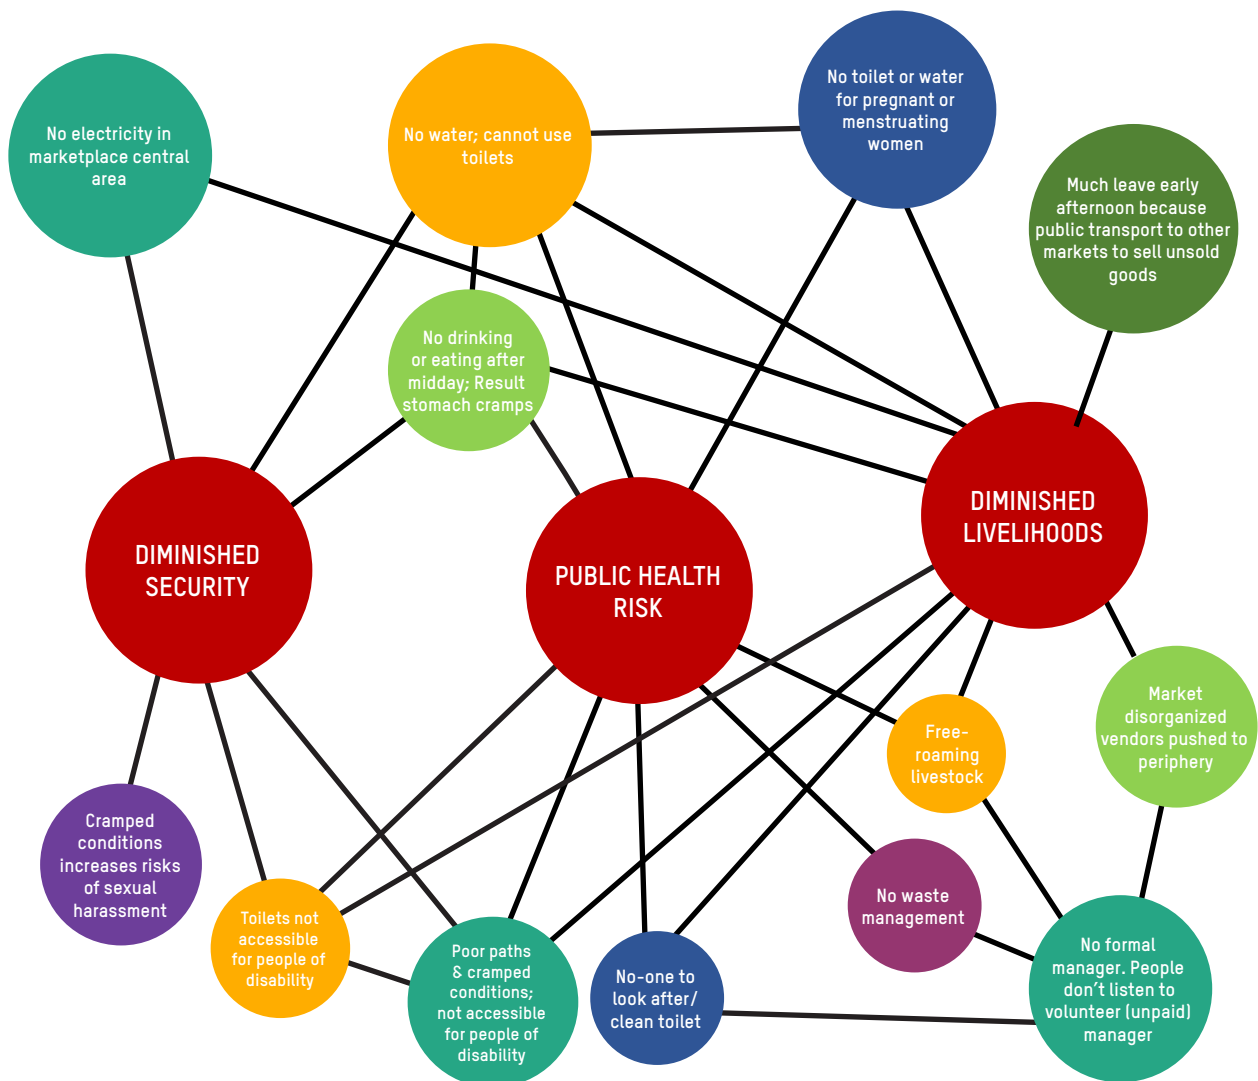 No electricity in
marketplace central
area
No water; cannot use
toilets
No toilet or water
for pregnant or
menstruating
women
Much leave early
afternoon because
public transport to other
markets to sell unsold
goods
No drinking
or eating after
midday; Result
stomach cramps
DIMINISHED
SECURITY
PUBLIC HEALTH
RISK
DIMINISHED
LIVELIHOODS
Cramped
conditions
increases risks
of sexual
harassment
Toilets not
accessible
for people of
disability
Poor paths
& cramped
conditions;
not accessible
for people of
disability
No-one to
look after/
clean toilet
Free-
roaming
livestock
No waste
management
Market
disorganized
vendors pushed to
periphery
No formal
manager. People
don’t listen to
volunteer (unpaid)
manager